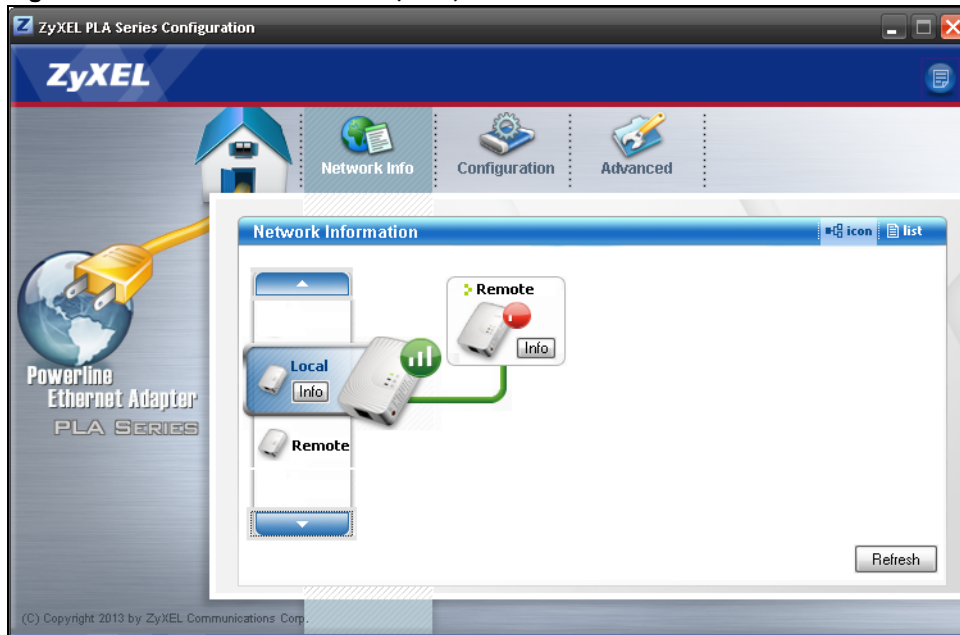 ZyXEL PLA Series Configuration
ZyXEL
Network Info
Configuration
Advanced
Network Information
icon
list
Remote
Info
Local
Info
Remote
Powerline
Ethernet Adapter
PLA SERIES
Refresh
(C) Copyright 2013 by ZyXEL Communications Corp.